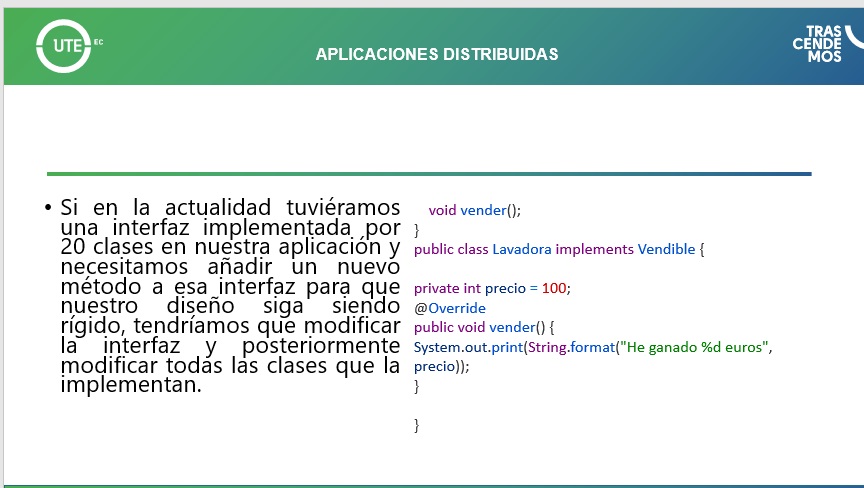 UTE EC
APLICACIONES DISTRIBUIDAS
TRAS
CENDE
MOS
• Si en la actualidad tuviéramos
una interfaz implementada por
20 clases en nuestra aplicación y
necesitamos añadir un nuevo
método a esa interfaz para que
nuestro diseño siga siendo
rígido, tendríamos que modificar
la interfaz y posteriormente
modificar todas las clases que la
implementan.
void vender();
}
public class Lavadora implements Vendible {
private int precio = 100;
@Override
public void vender() {
System.out.print(String.format("He ganado %d euros",
precio));
}
}